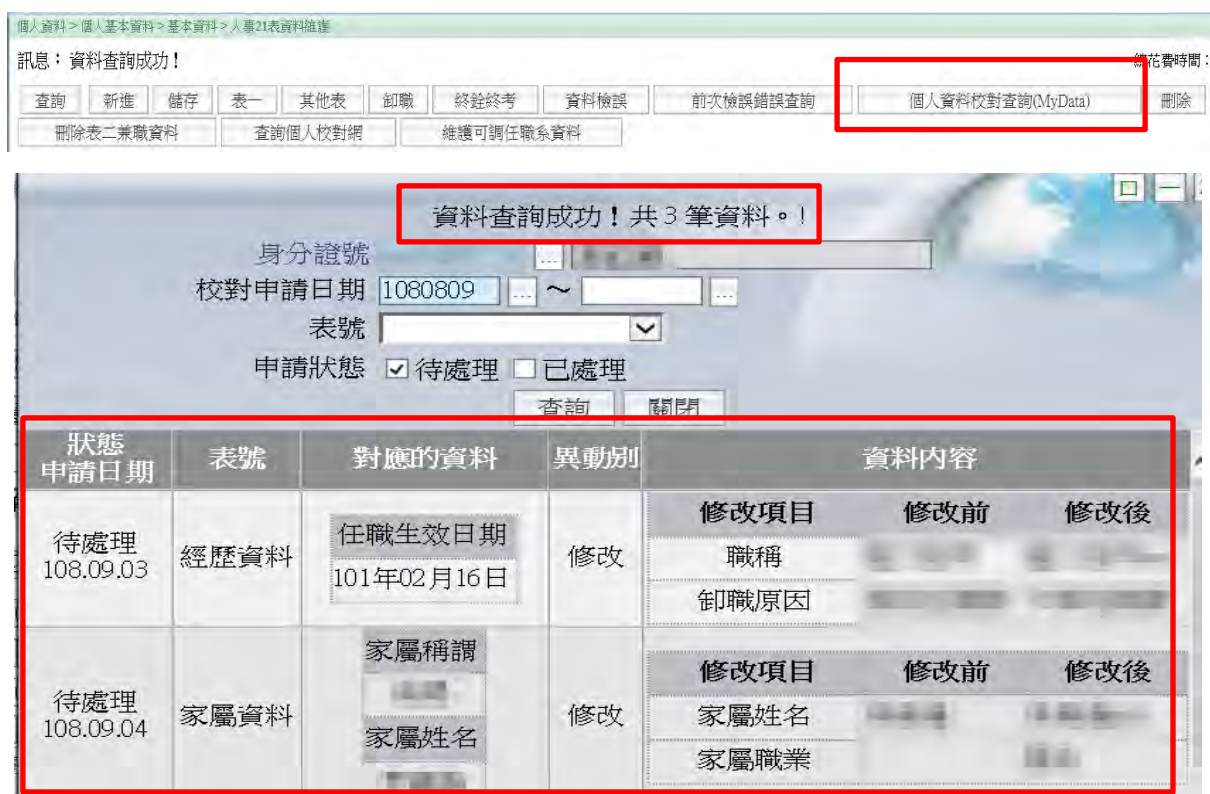 個人資料>個人基本資料>基本資料>人事21表資料維護
訊息：資料查詢成功！
總花費時間：
查詢 新進 儲存 表一 其他表 卸職 終銓終考 資料檢誤 前次檢誤錯誤查詢 個人資料校對查詢(MyData) 刪除
刪除表二兼職資料 查詢個人校對網 維護可調任職系資料
資料查詢成功！共3筆資料。!
身分證號 ...
校對申請日期 1080809 ... ～ ...
表號
申請狀態 待處理 已處理
查詢 關閉
狀態
申請日期 表號 對應的資料 異動別 資料內容
待處理
108.09.03
經歷資料
任職生效日期
101年02月16日
修改
修改項目 修改前 修改後
職稱
卸職原因
待處理
108.09.04
家屬資料
家屬稱謂
家屬姓名
修改
修改項目 修改前 修改後
家屬姓名
家屬職業